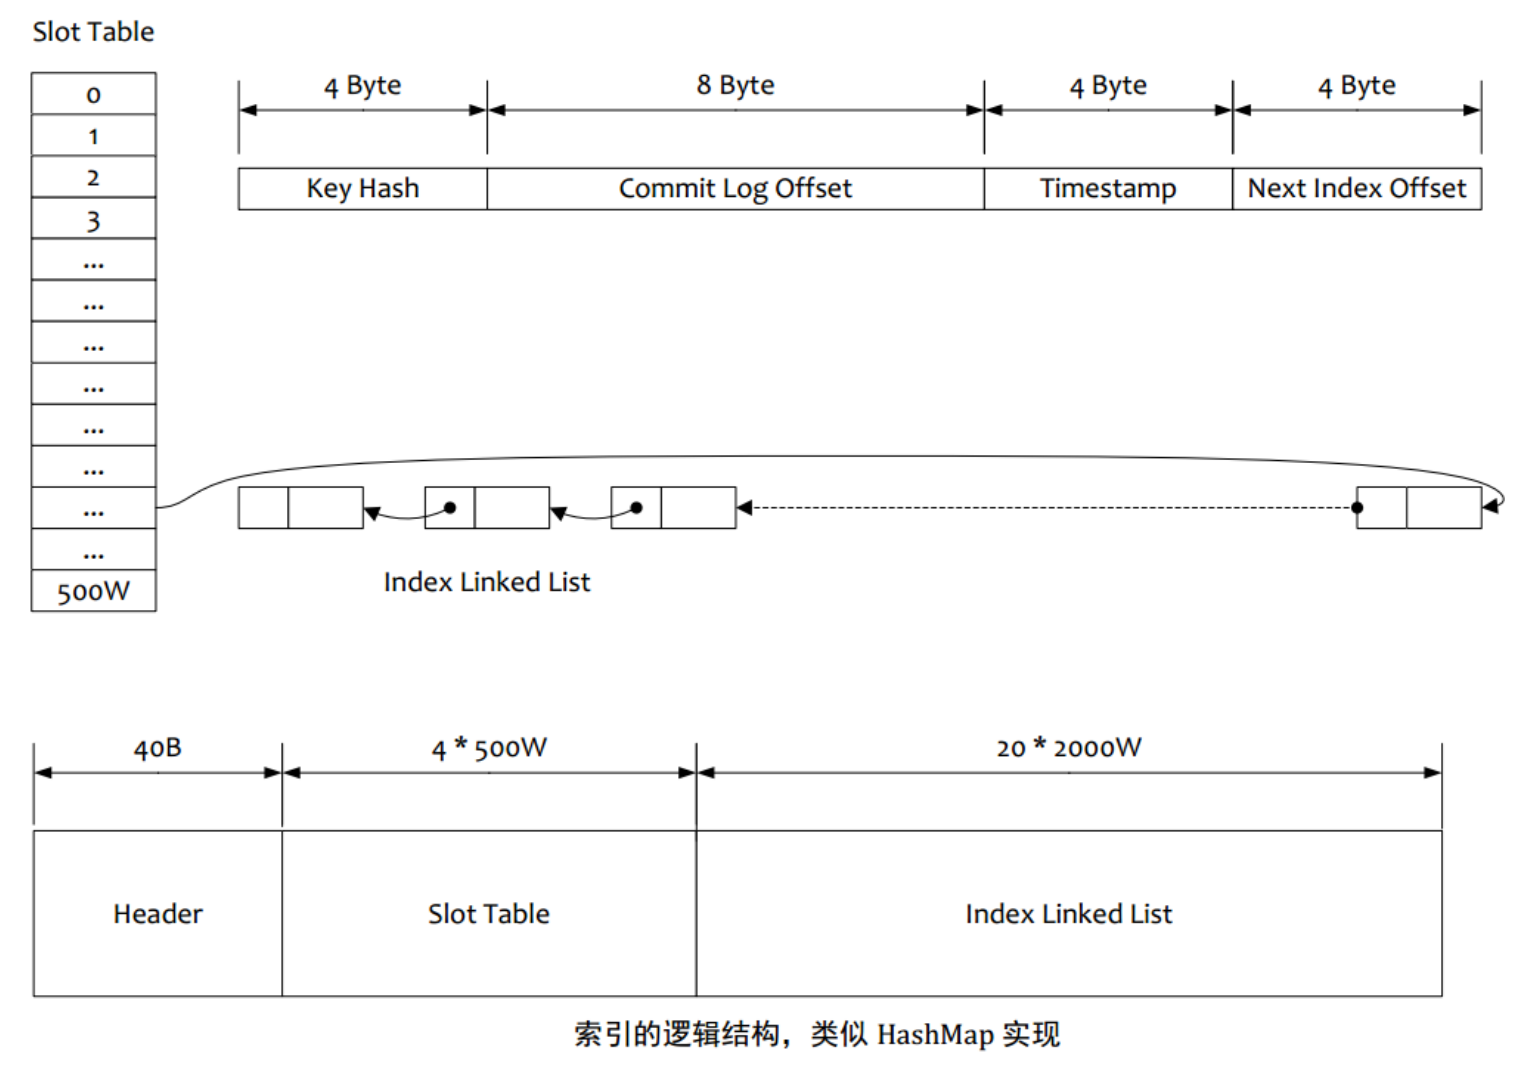 Slot Table
0
1
2
3
...
...
...
...
...
...
...
...
500W
4 Byte
8 Byte
4 Byte
4 Byte
Key Hash
Commit Log Offset
Timestamp
Next Index Offset
Index Linked List
40B
4 * 500W
20 * 2000W
Header
Slot Table
Index Linked List
索引的逻辑结构，类似 HashMap 实现